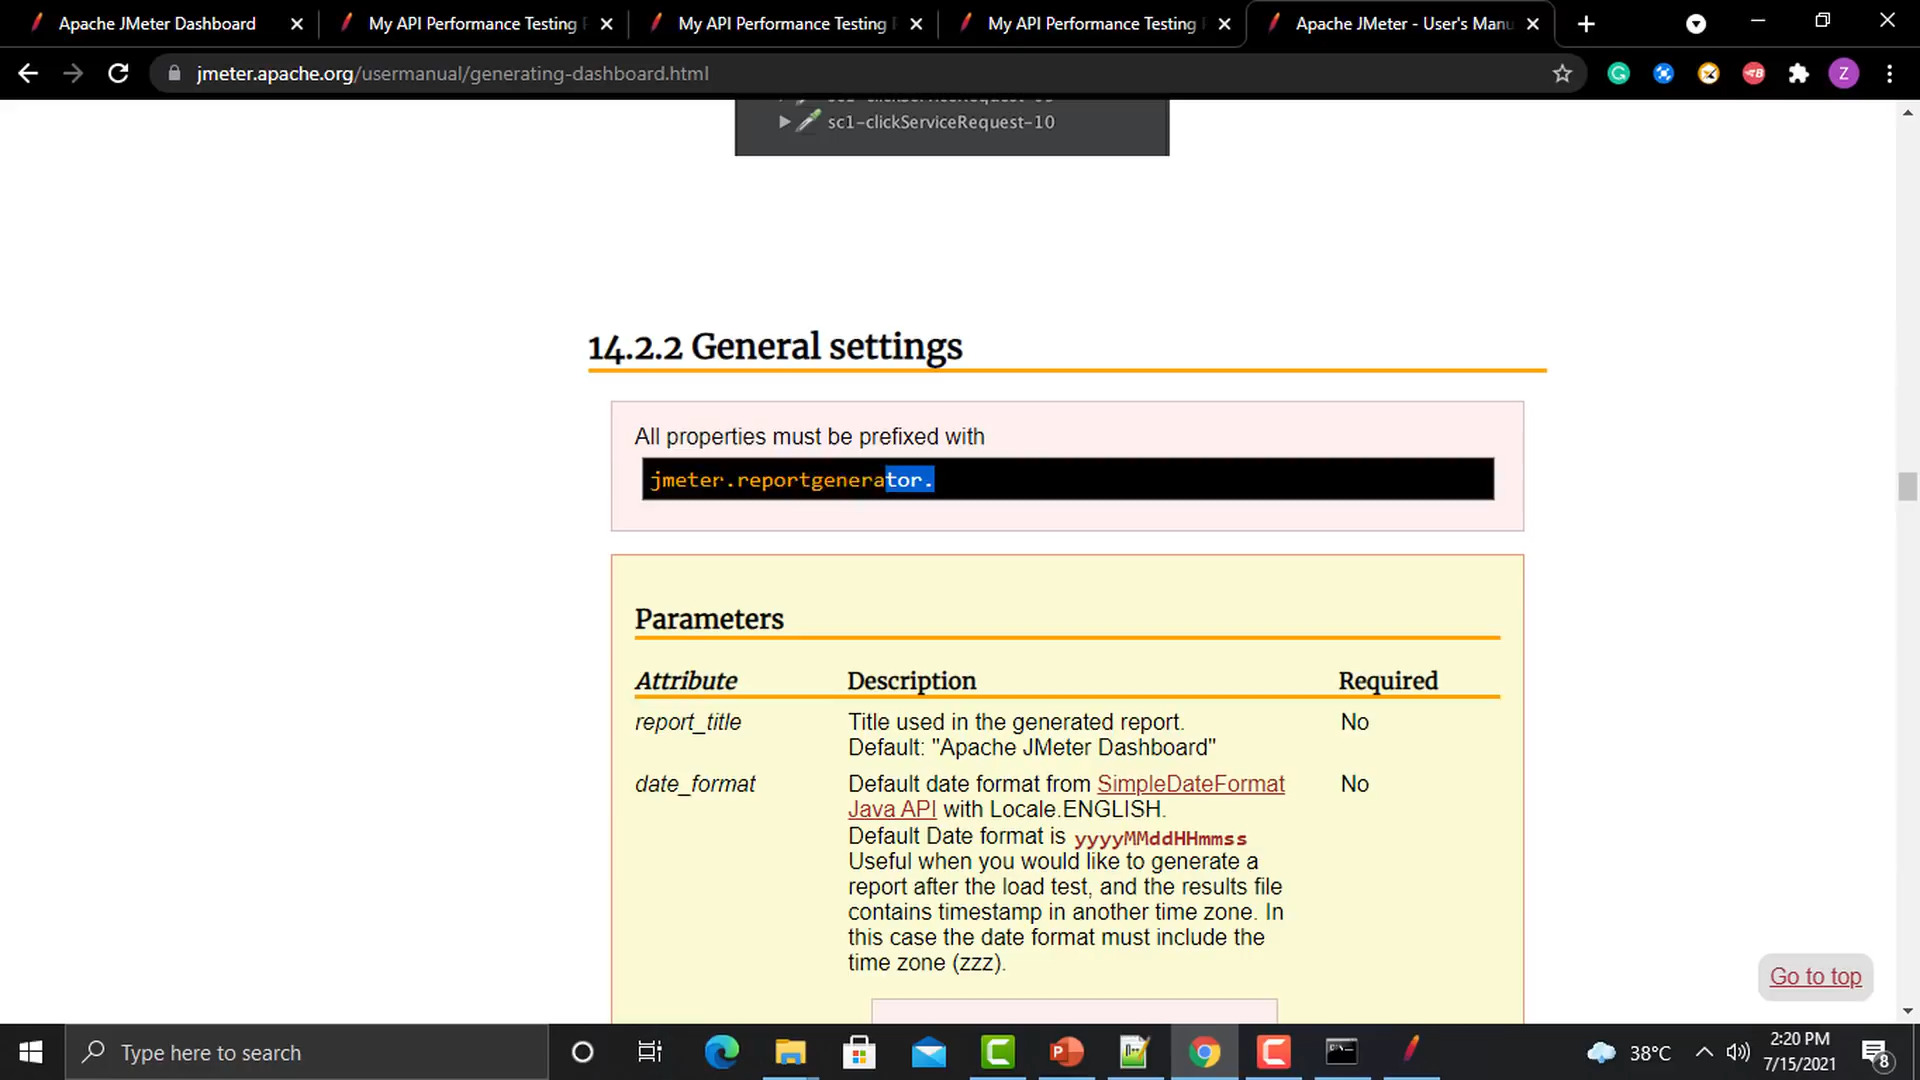 Apache JMeter Dashboard
My API Performance Testing
My API Performance Testing
My API Performance Testing
Apache JMeter - User's Manu
jmeter.apache.org/usermanual/generating-dashboard.html
Z
sc1-clickServiceRequest-10
14.2.2 General settings
All properties must be prefixed with
jmeter.reportgenerator.
Parameters
Attribute Description Required
report_title Title used in the generated report. No
Default: "Apache JMeter Dashboard"
date_format Default date format from SimpleDateFormat No
Java API with Locale.ENGLISH.
Default Date format is yyyyMMddHHmmss
Useful when you would like to generate a
report after the load test, and the results file
contains timestamp in another time zone. In
this case the date format must include the
time zone (zzz).
Go to top
Type here to search
38°C
2:20 PM
7/15/2021
8